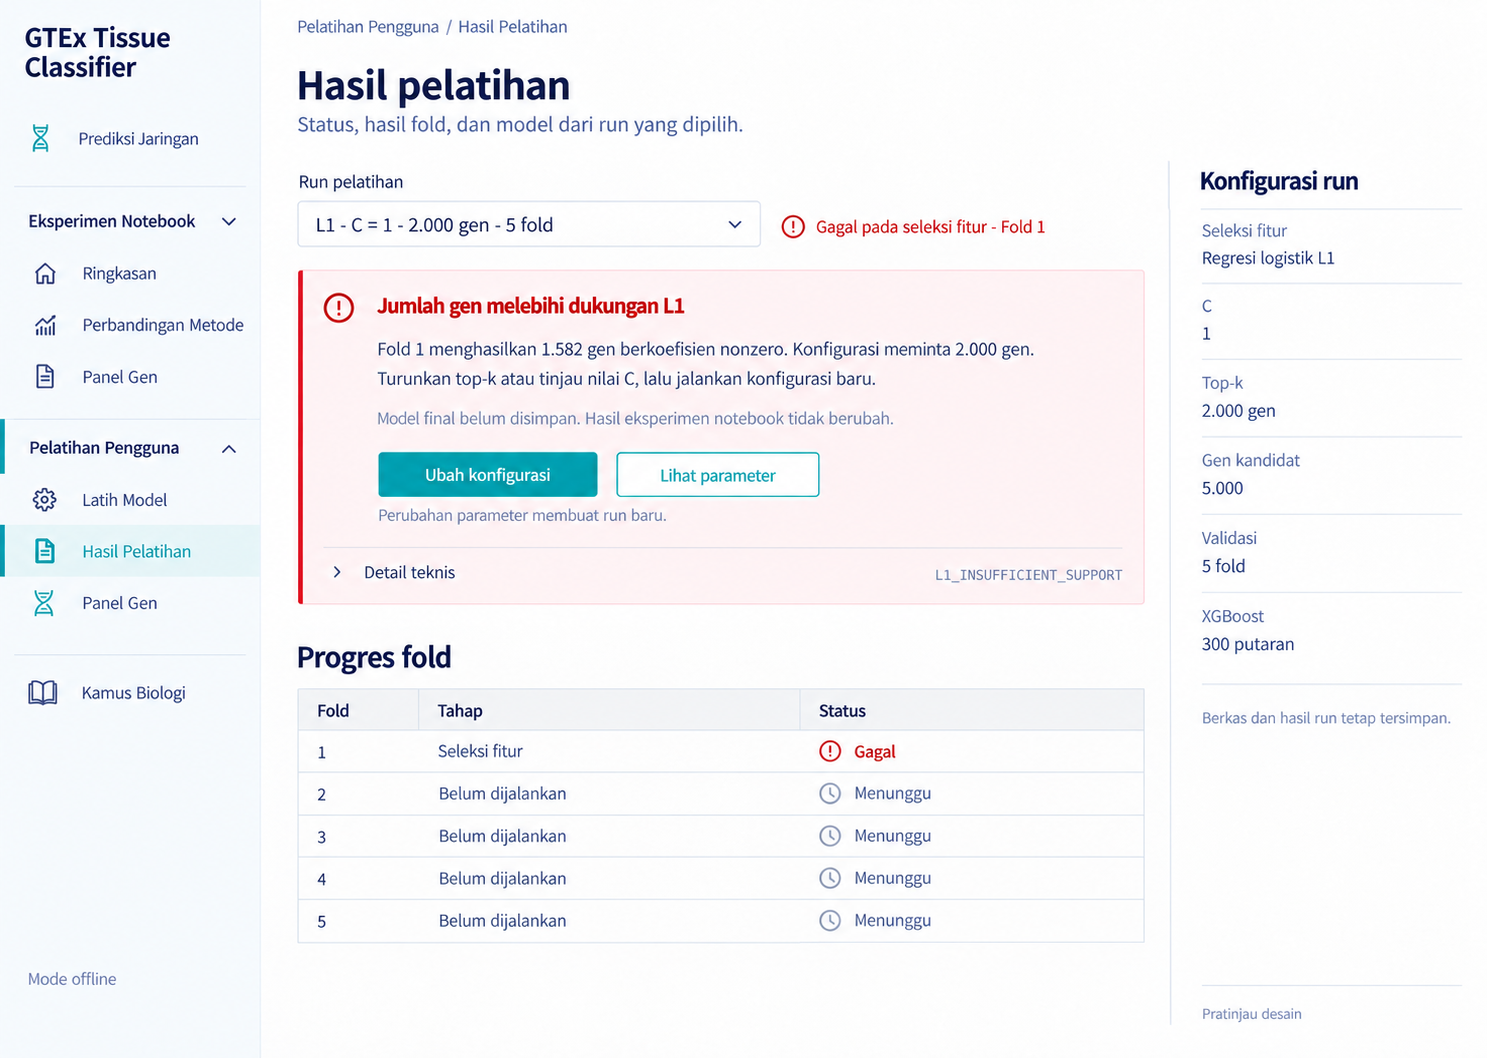 GTEx Tissue
Classifier
Prediksi Jaringan
Eksperimen Notebook
Ringkasan
Perbandingan Metode
Panel Gen
Pelatihan Pengguna
Latih Model
Hasil Pelatihan
Panel Gen
Kamus Biologi
Mode offline
Pelatihan Pengguna / Hasil Pelatihan
Hasil pelatihan
Status, hasil fold, dan model dari run yang dipilih.
Run pelatihan
L1 - C = 1 - 2.000 gen - 5 fold
Gagal pada seleksi fitur - Fold 1
Jumlah gen melebihi dukungan L1
Fold 1 menghasilkan 1.582 gen berkoefisien nonzero. Konfigurasi meminta 2.000 gen.
Turunkan top-k atau tinjau nilai C, lalu jalankan konfigurasi baru.
Model final belum disimpan. Hasil eksperimen notebook tidak berubah.
Ubah konfigurasi
Lihat parameter
Perubahan parameter membuat run baru.
Detail teknis
L1_INSUFFICIENT_SUPPORT
Progres fold
Fold Tahap Status
1 Seleksi fitur Gagal
2 Belum dijalankan Menunggu
3 Belum dijalankan Menunggu
4 Belum dijalankan Menunggu
5 Belum dijalankan Menunggu
Konfigurasi run
Seleksi fitur
Regresi logistik L1
C
1
Top-k
2.000 gen
Gen kandidat
5.000
Validasi
5 fold
XGBoost
300 putaran
Berkas dan hasil run tetap tersimpan.
Pratinjau desain